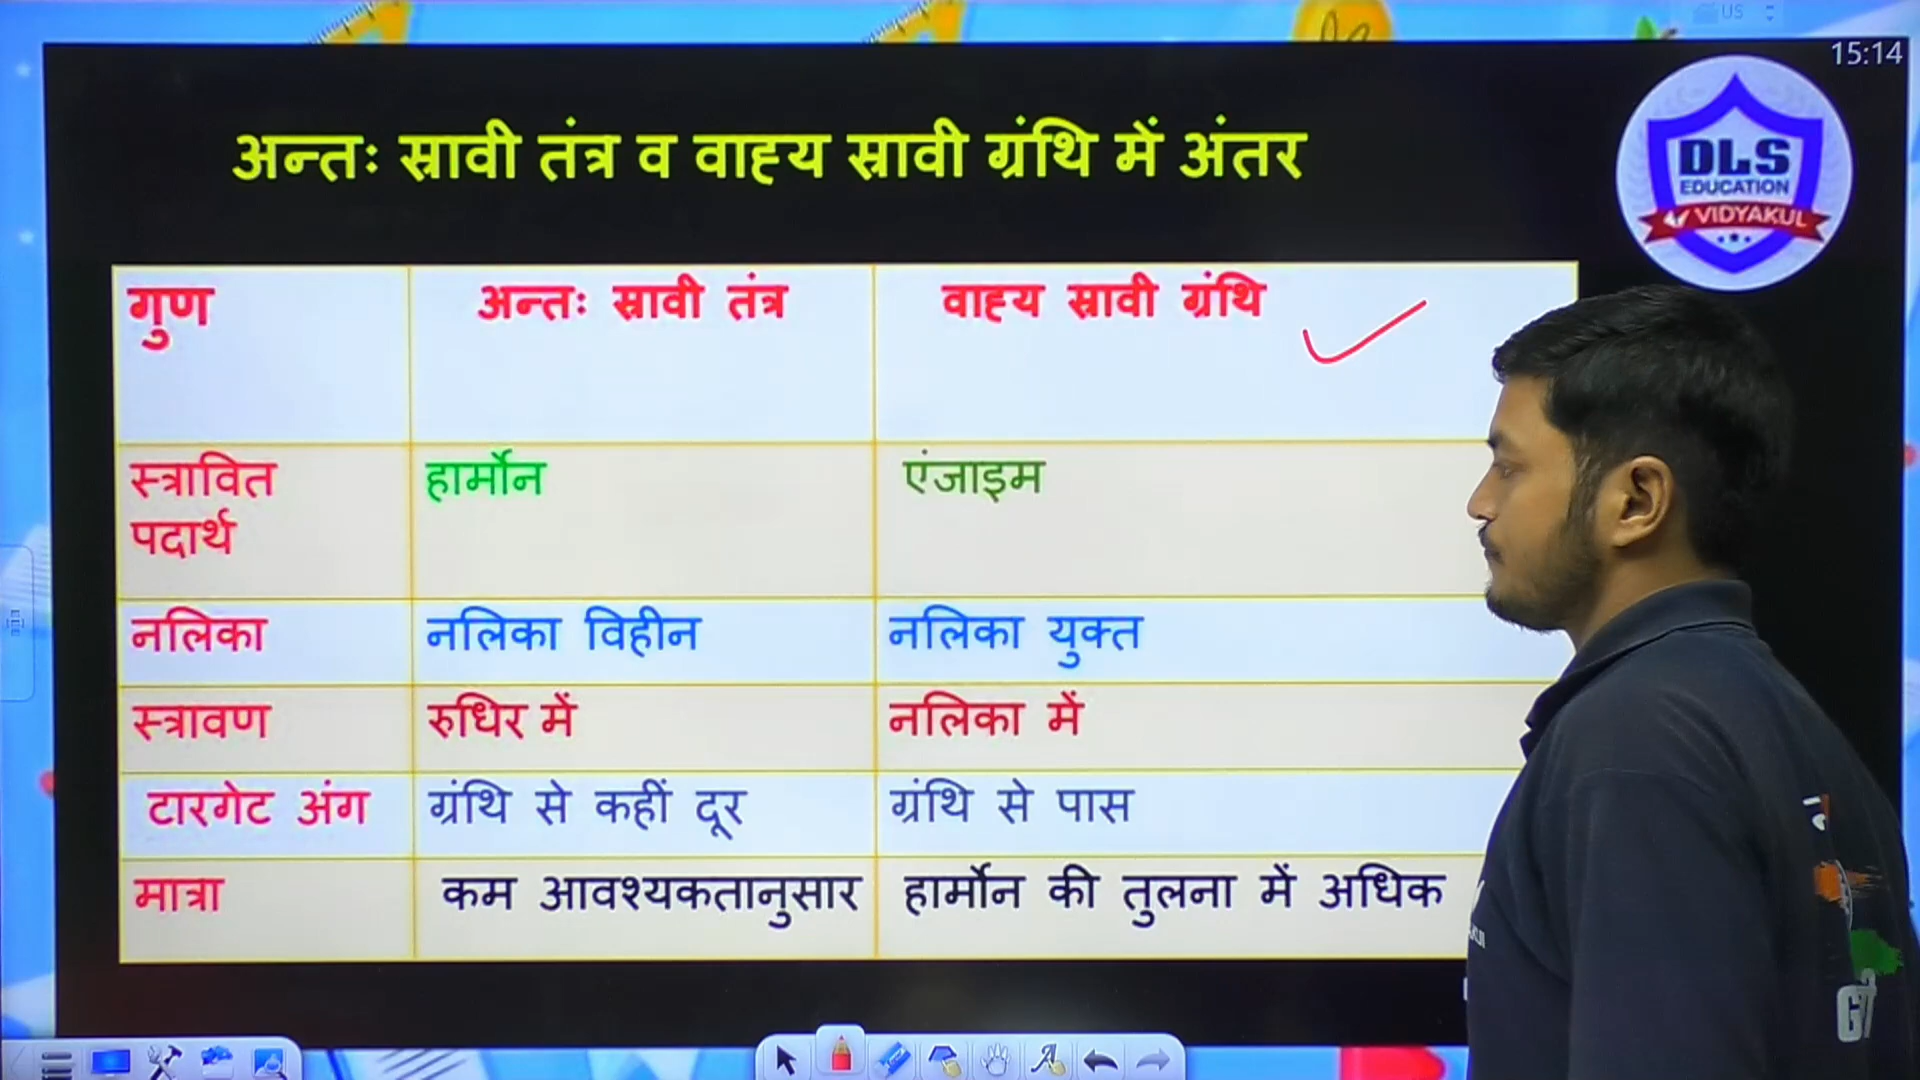 US
15:14
अन्तः स्रावी तंत्र व वाह्य स्रावी ग्रंथि में अंतर
DLS
EDUCATION
VIDYAKUL
गुण अन्तः स्रावी तंत्र वाह्य स्रावी ग्रंथि
स्त्रावित
पदार्थ
हार्मोन एंजाइम
नलिका नलिका विहीन नलिका युक्त
स्त्रावण रुधिर में नलिका में
टारगेट अंग ग्रंथि से कहीं दूर ग्रंथि से पास
मात्रा कम आवश्यकतानुसार हार्मोन की तुलना में अधिक